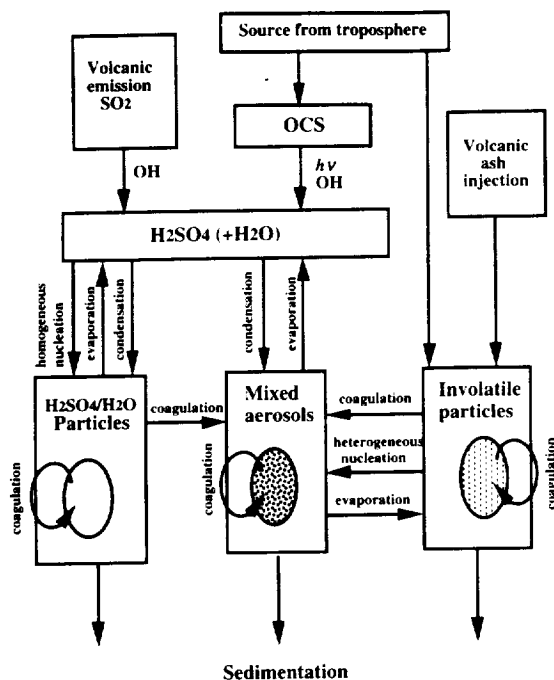 Source from troposphere
Volcanic
emission
SO2
OCS
Volcanic
ash
injection
OH
hν
OH
H2SO4 (+H2O)
homogeneous
nucleation
evaporation
condensation
condensation
evaporation
H2SO4/H2O
Particles
coagulation
Mixed
aerosols
coagulation
Involatile
particles
heterogeneous
nucleation
evaporation
coagulation
coagulation
coagulation
Sedimentation